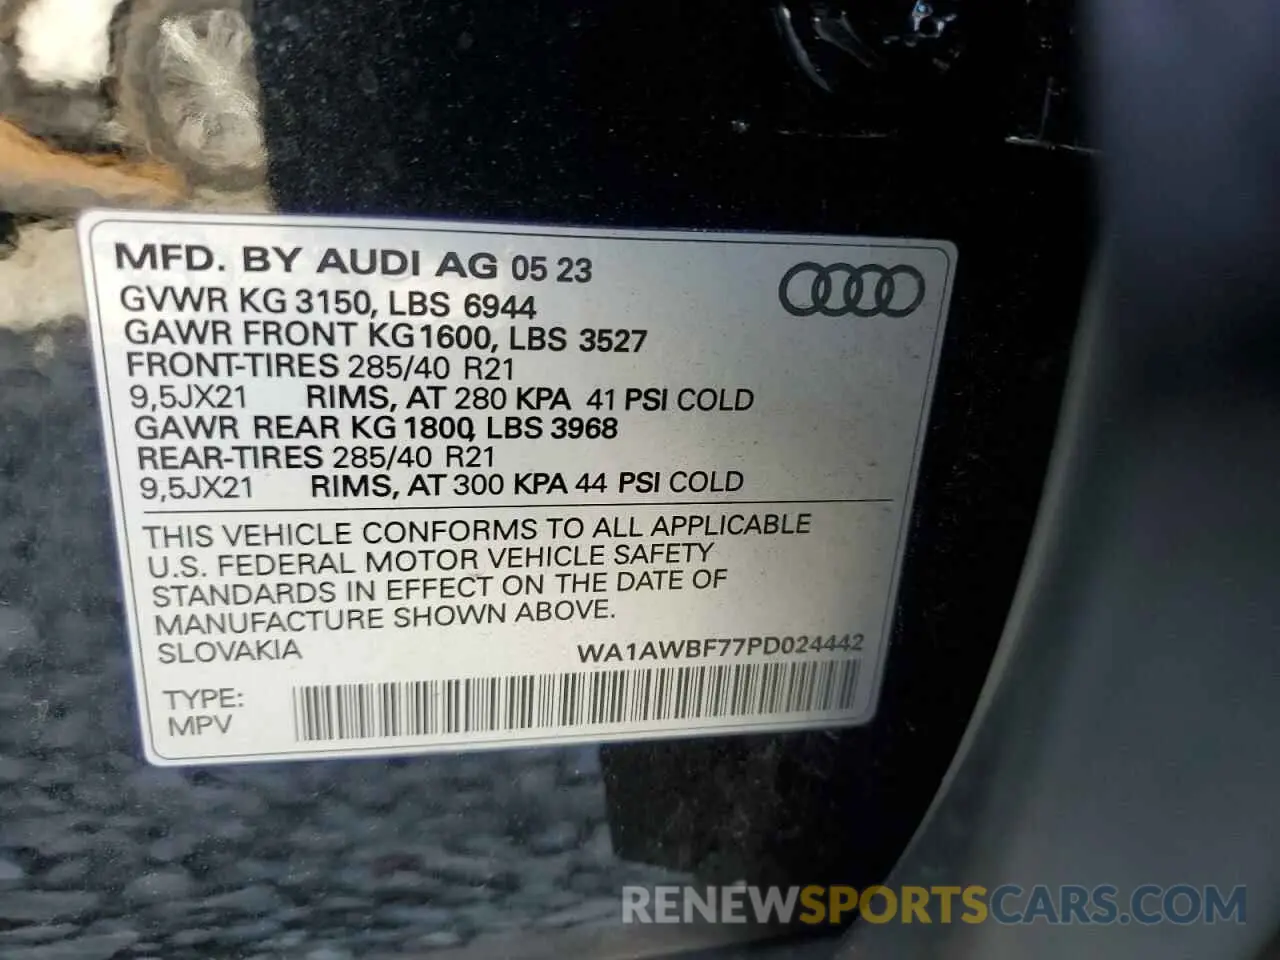 MFD. BY AUDI AG 05 23
GVWR KG 3150, LBS 6944
GAWR FRONT KG1600, LBS 3527
FRONT-TIRES 285/40 R21
9,5JX21 RIMS, AT 280 KPA 41 PSI COLD
GAWR REAR KG 1800, LBS 3968
REAR-TIRES 285/40 R21
9,5JX21 RIMS, AT 300 KPA 44 PSI COLD
THIS VEHICLE CONFORMS TO ALL APPLICABLE
U.S. FEDERAL MOTOR VEHICLE SAFETY
STANDARDS IN EFFECT ON THE DATE OF
MANUFACTURE SHOWN ABOVE.
SLOVAKIA WA1AWBF77PD024442
TYPE:
MPV
RENEWSPORTSCARS.COM